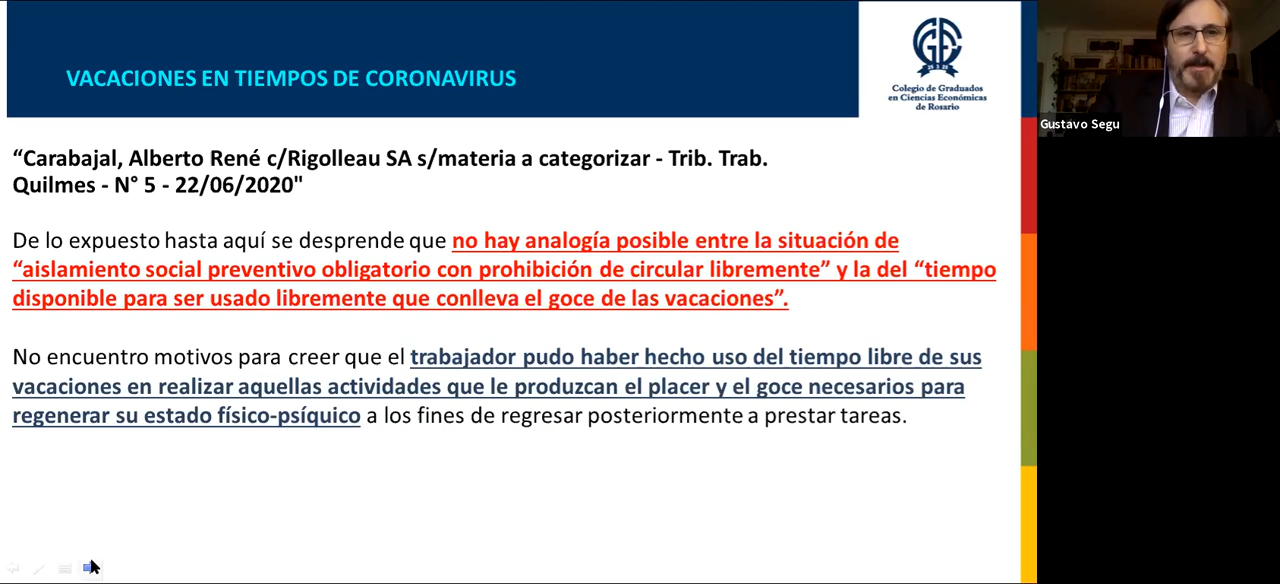 VACACIONES EN TIEMPOS DE CORONAVIRUS
CGCE
Colegio de Graduados
en Ciencias Económicas
de Rosario
Gustavo Segu
“Carabajal, Alberto René c/Rigolleau SA s/materia a categorizar - Trib. Trab.
Quilmes - N° 5 - 22/06/2020"
De lo expuesto hasta aquí se desprende que no hay analogía posible entre la situación de
“aislamiento social preventivo obligatorio con prohibición de circular libremente” y la del “tiempo
disponible para ser usado libremente que conlleva el goce de las vacaciones”.
No encuentro motivos para creer que el trabajador pudo haber hecho uso del tiempo libre de sus
vacaciones en realizar aquellas actividades que le produzcan el placer y el goce necesarios para
regenerar su estado físico-psíquico a los fines de regresar posteriormente a prestar tareas.